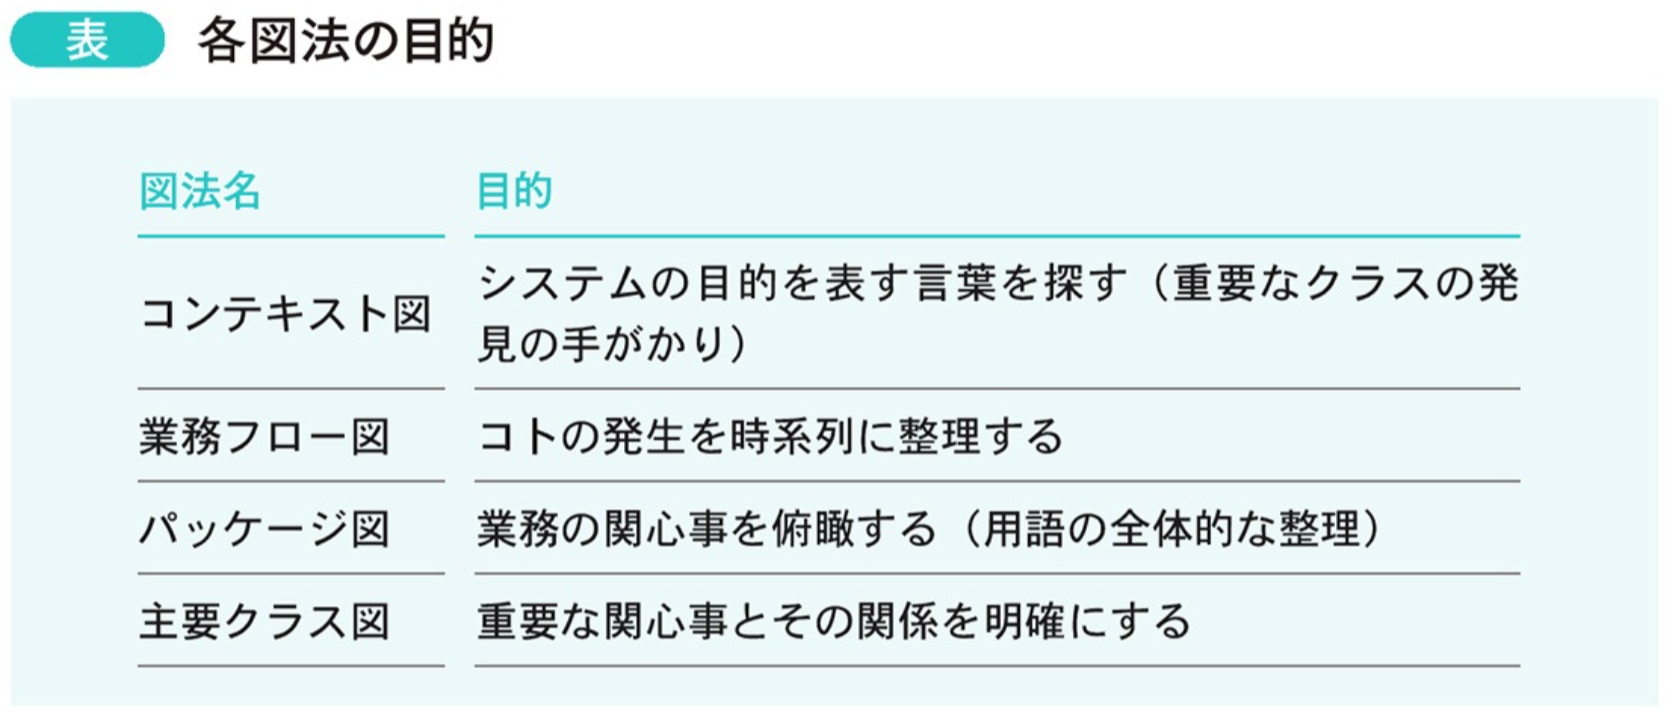 表 各図法の目的
図法名 目的
コンテキスト図 システムの目的を表す言葉を探す（重要なクラスの発
見の手がかり）
業務フロー図 コトの発生を時系列に整理する
パッケージ図 業務の関心事を俯瞰する（用語の全体的な整理）
主要クラス図 重要な関心事とその関係を明確にする